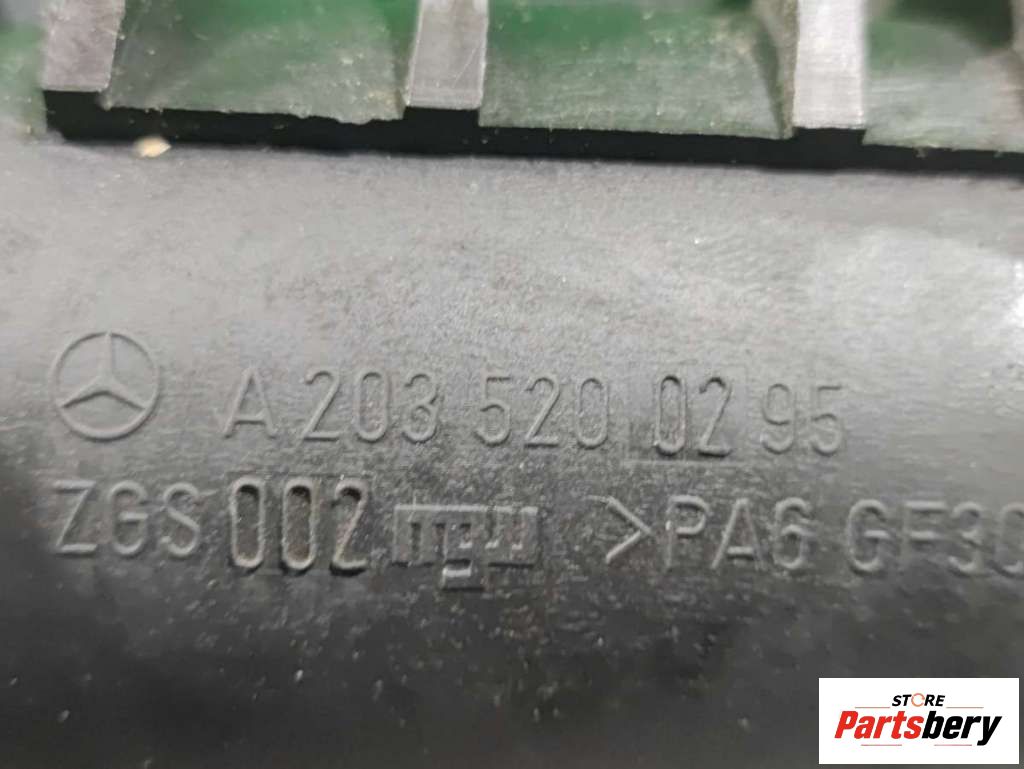 A 203 520 02 95
ZGS 002 >PA6 GF30
STORE
Partsbery